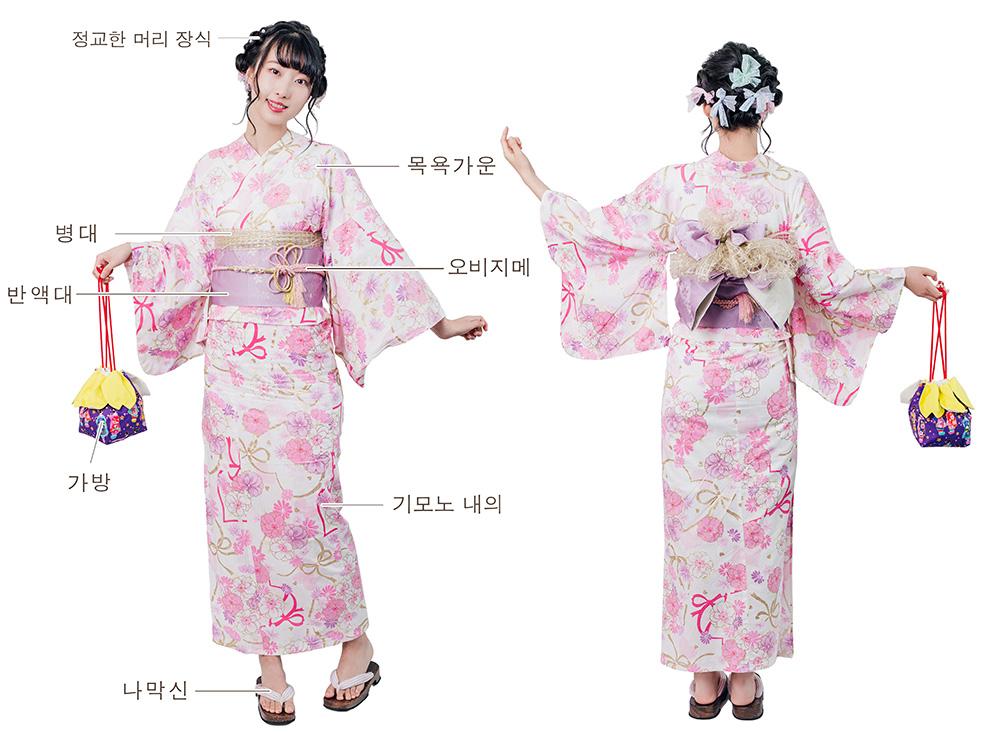 정교한 머리 장식
목욕가운
병대
오비지메
반액대
가방
기모노 내의
나막신